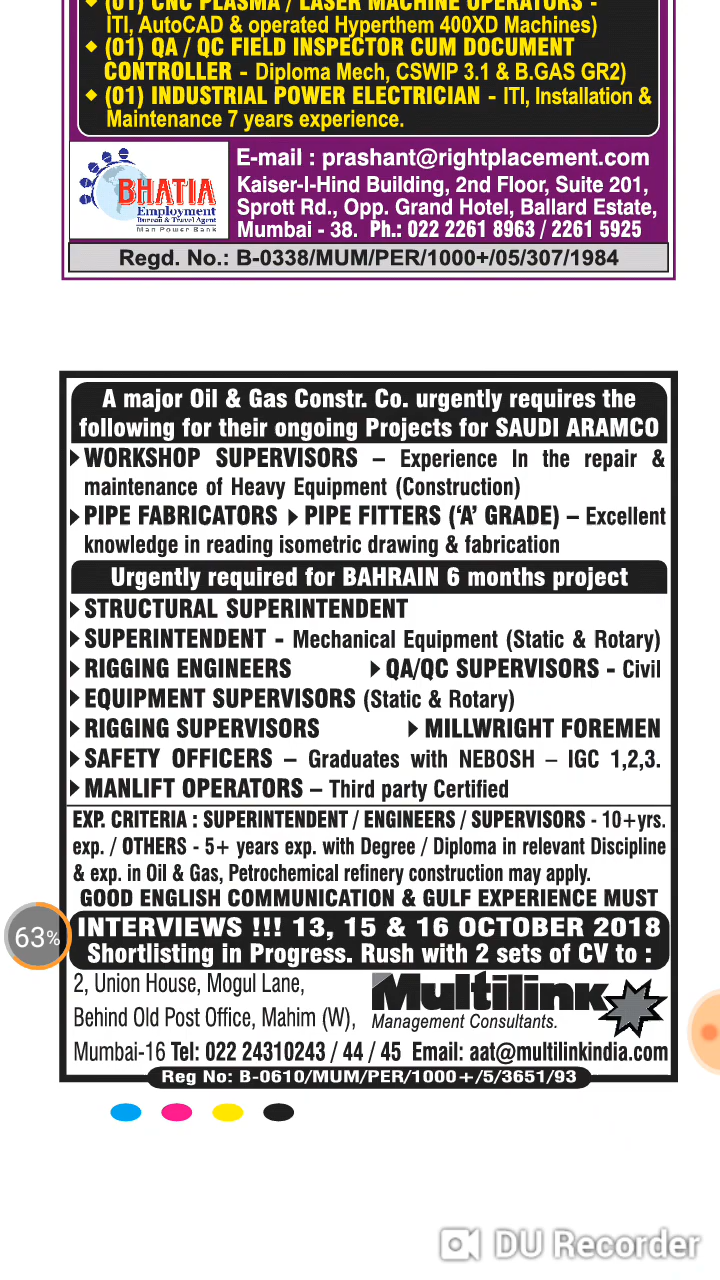 (01) CNC PLASMA / LASER MACHINE OPERATORS -
ITI, AutoCAD & operated Hyperthem 400XD Machines)
(01) QA / QC FIELD INSPECTOR CUM DOCUMENT
CONTROLLER - Diploma Mech, CSWIP 3.1 & B.GAS GR2)
(01) INDUSTRIAL POWER ELECTRICIAN - ITI, Installation &
Maintenance 7 years experience.
BHATIA
Employment
Bureau & Travel Agent
Man Power Bank
E-mail : prashant@rightplacement.com
Kaiser-I-Hind Building, 2nd Floor, Suite 201,
Sprott Rd., Opp. Grand Hotel, Ballard Estate,
Mumbai - 38. Ph.: 022 2261 8963 / 2261 5925
Regd. No.: B-0338/MUM/PER/1000+/05/307/1984
A major Oil & Gas Constr. Co. urgently requires the
following for their ongoing Projects for SAUDI ARAMCO
WORKSHOP SUPERVISORS – Experience In the repair &
maintenance of Heavy Equipment (Construction)
PIPE FABRICATORS PIPE FITTERS (‘A’ GRADE) – Excellent
knowledge in reading isometric drawing & fabrication
Urgently required for BAHRAIN 6 months project
STRUCTURAL SUPERINTENDENT
SUPERINTENDENT - Mechanical Equipment (Static & Rotary)
RIGGING ENGINEERS QA/QC SUPERVISORS - Civil
EQUIPMENT SUPERVISORS (Static & Rotary)
RIGGING SUPERVISORS MILLWRIGHT FOREMEN
SAFETY OFFICERS – Graduates with NEBOSH – IGC 1,2,3.
MANLIFT OPERATORS – Third party Certified
EXP. CRITERIA : SUPERINTENDENT / ENGINEERS / SUPERVISORS - 10+yrs.
exp. / OTHERS - 5+ years exp. with Degree / Diploma in relevant Discipline
& exp. in Oil & Gas, Petrochemical refinery construction may apply.
GOOD ENGLISH COMMUNICATION & GULF EXPERIENCE MUST
63%
INTERVIEWS !!! 13, 15 & 16 OCTOBER 2018
Shortlisting in Progress. Rush with 2 sets of CV to :
2, Union House, Mogul Lane,
Behind Old Post Office, Mahim (W),
Multilink
Management Consultants.
Mumbai-16 Tel: 022 24310243 / 44 / 45 Email: aat@multilinkindia.com
Reg No: B-0610/MUM/PER/1000+/5/3651/93
DU Recorder